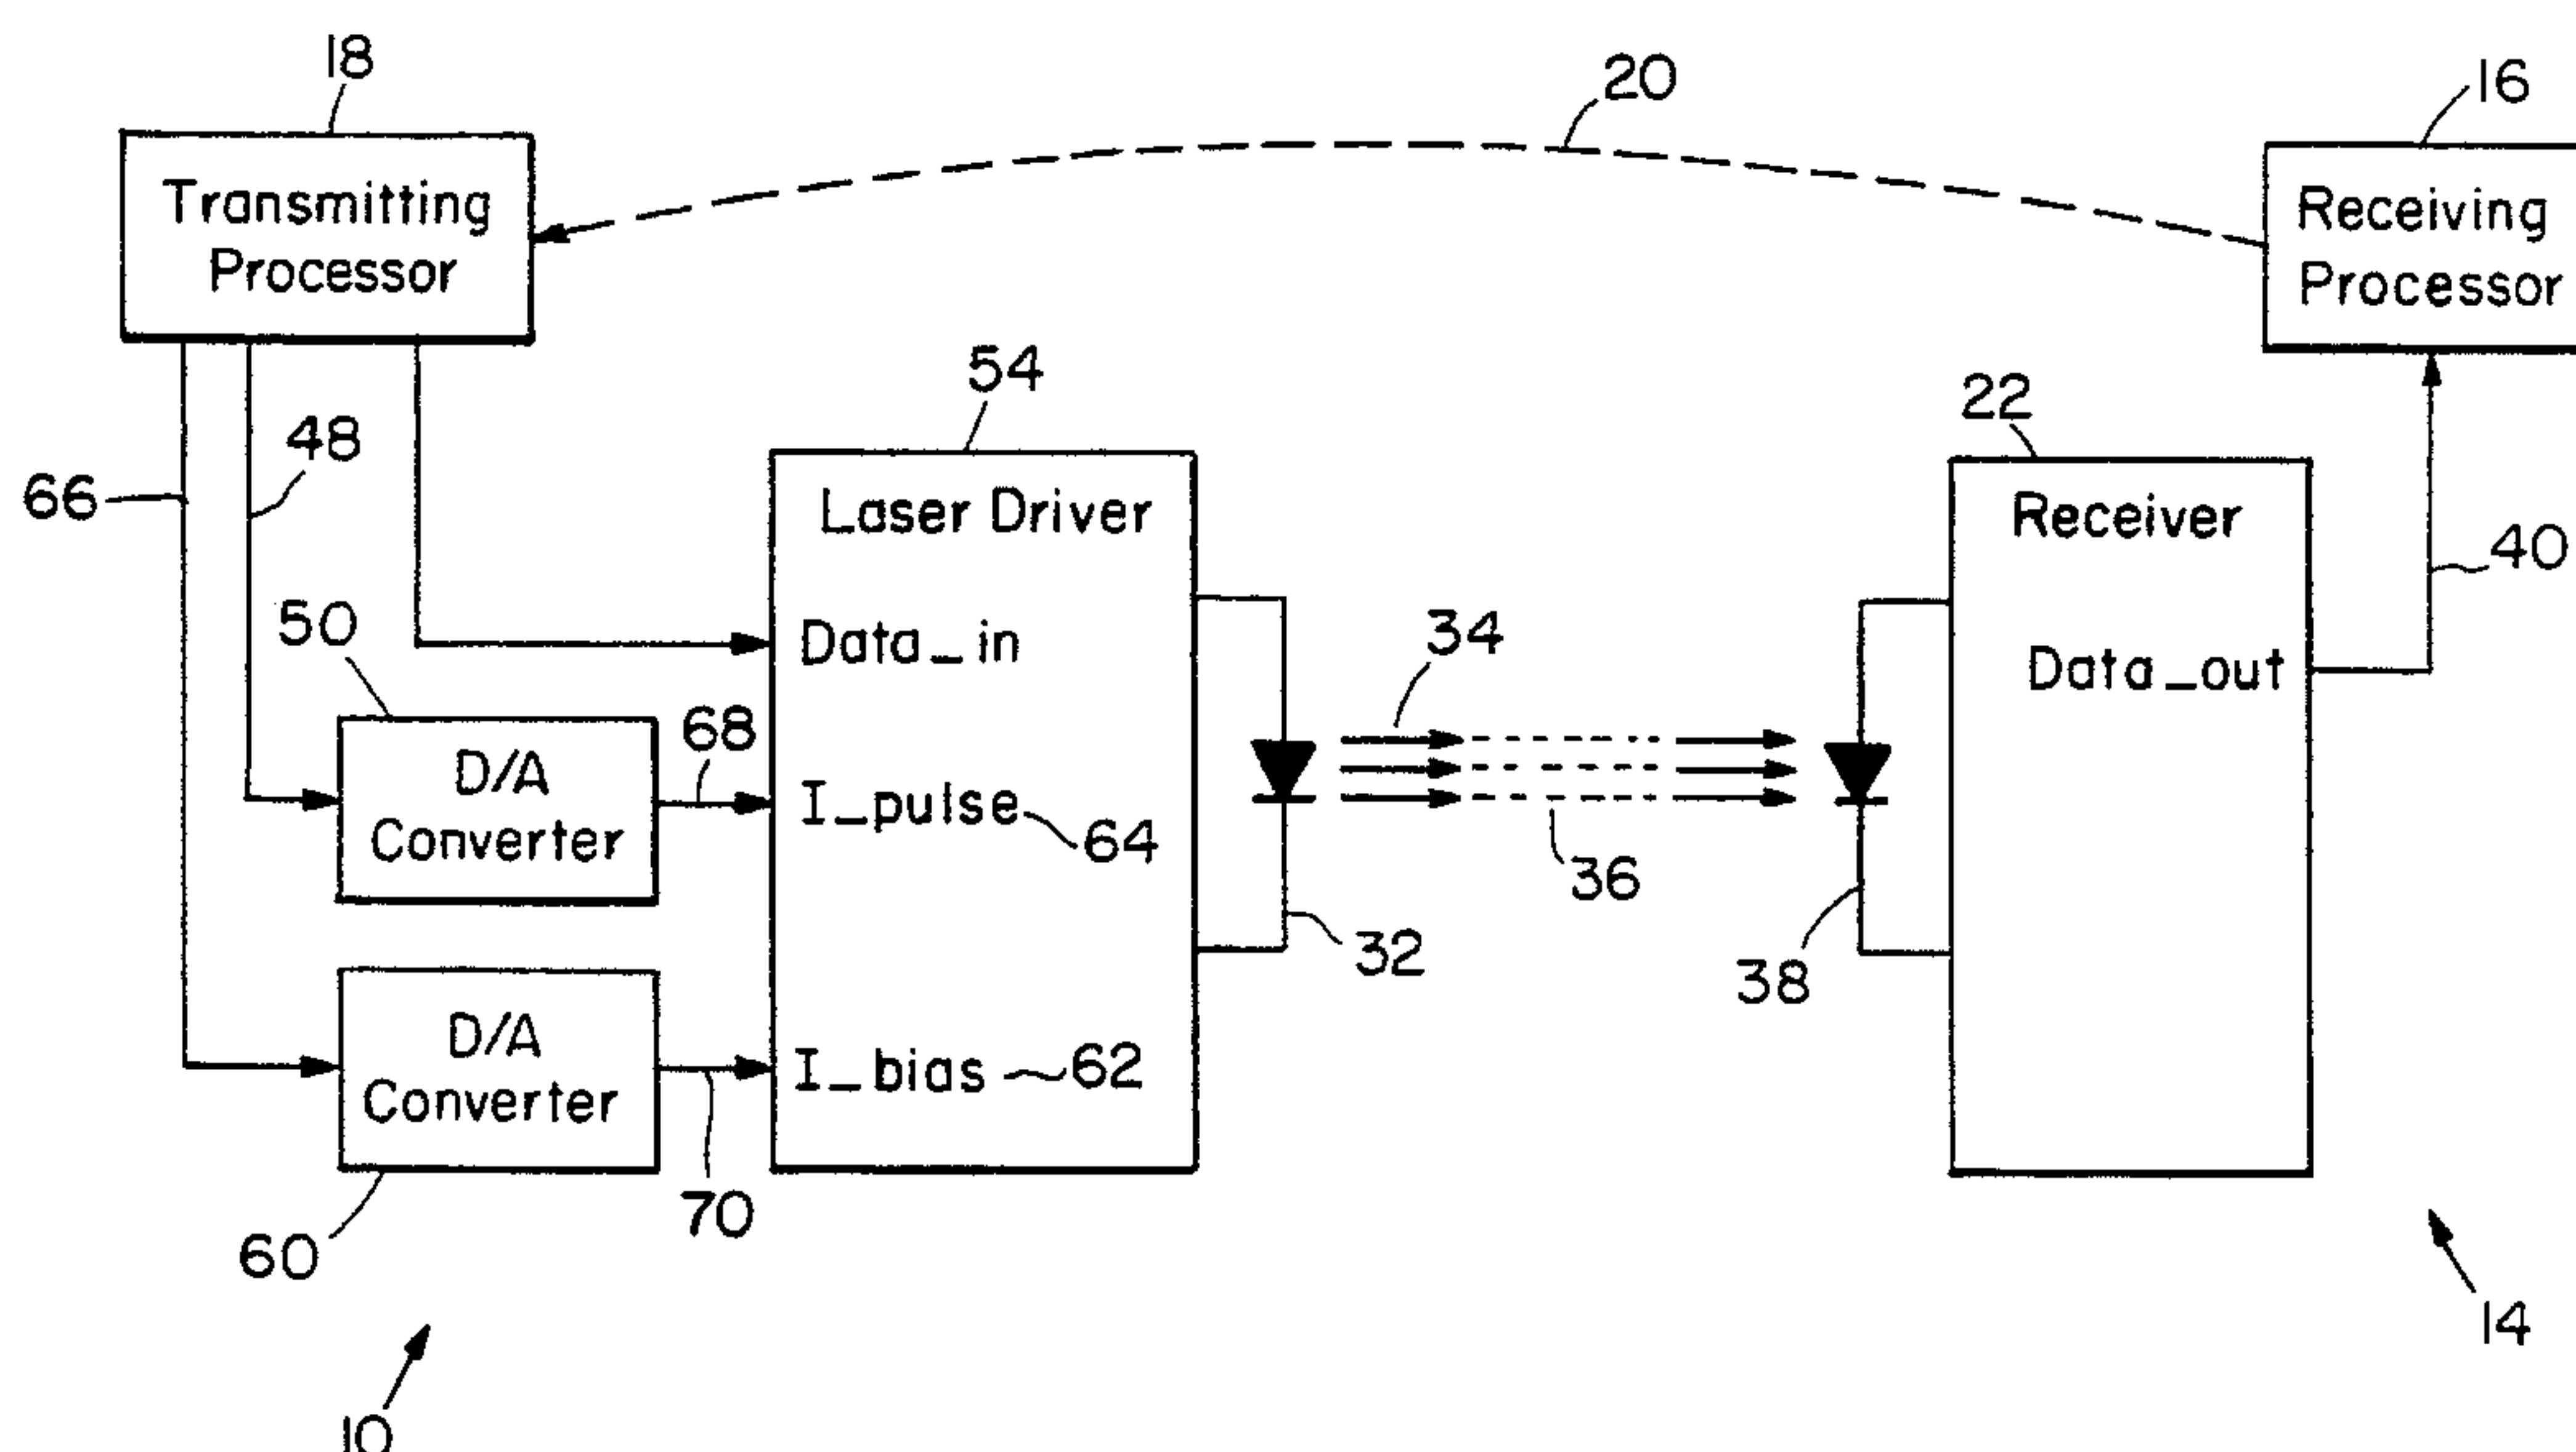 18
20
16
Transmitting
Processor
Receiving
Processor
54
22
48
66
Laser Driver
Receiver
40
50
Data_in
34
Data_out
68
D/A
Converter
I_pulse
64
36
32
38
D/A
Converter
I_bias
62
70
60
14
10